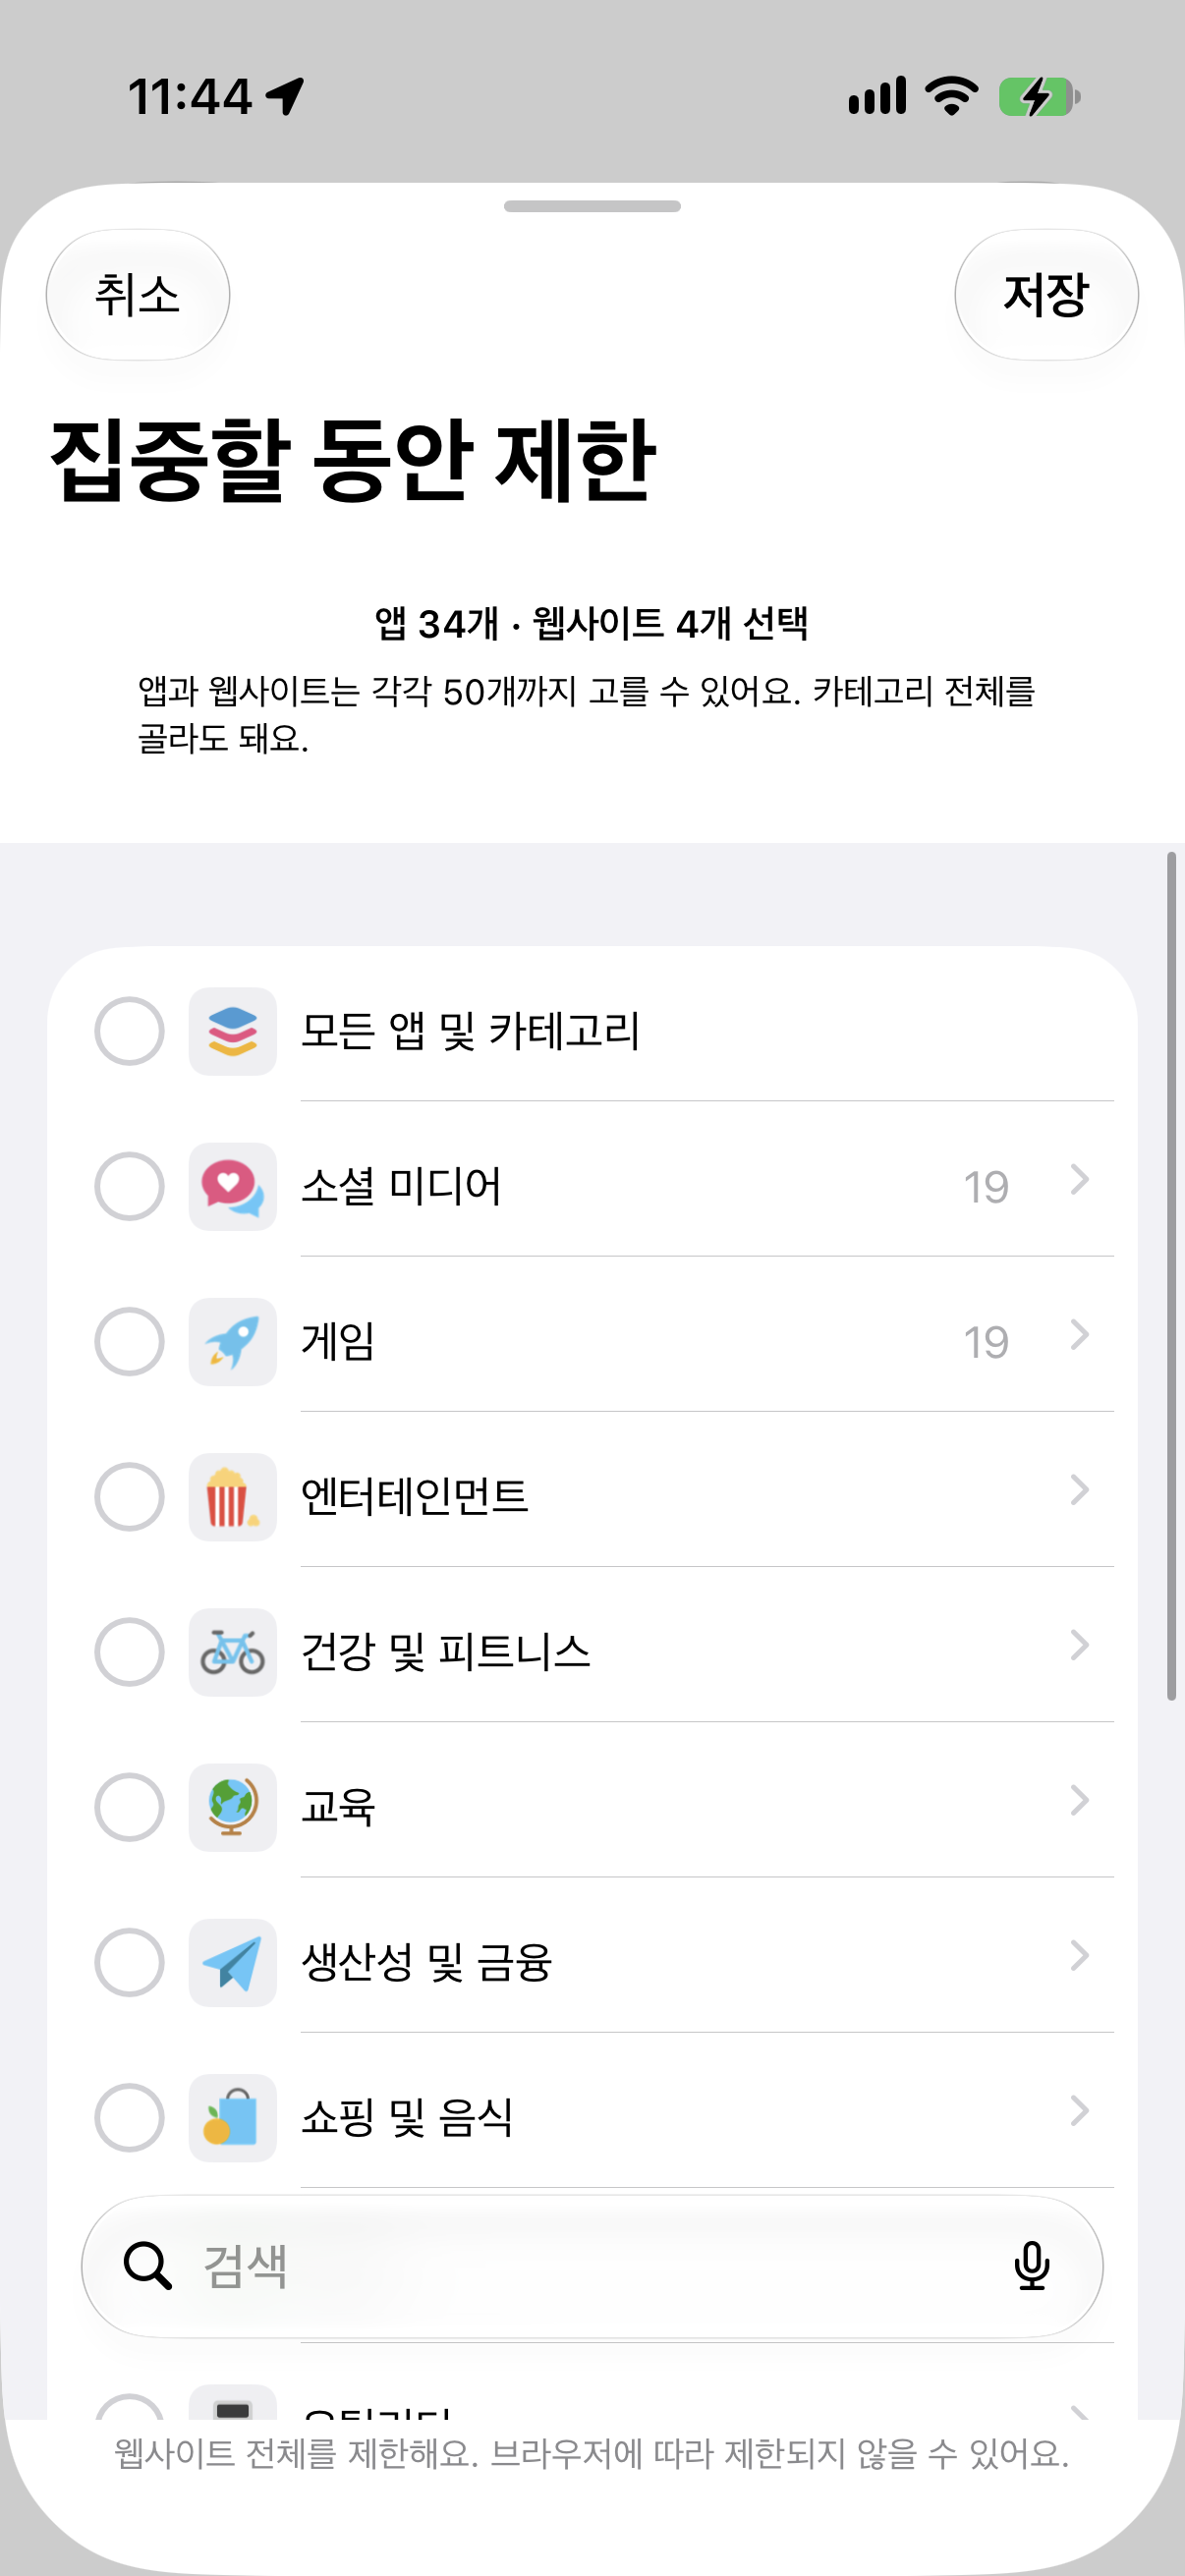 11:44
취소
저장
집중할 동안 제한
앱 34개 · 웹사이트 4개 선택
앱과 웹사이트는 각각 50개까지 고를 수 있어요. 카테고리 전체를
골라도 돼요.
모든 앱 및 카테고리
소셜 미디어 19
게임 19
엔터테인먼트
건강 및 피트니스
교육
생산성 및 금융
쇼핑 및 음식
검색
웹사이트 전체를 제한해요. 브라우저에 따라 제한되지 않을 수 있어요.